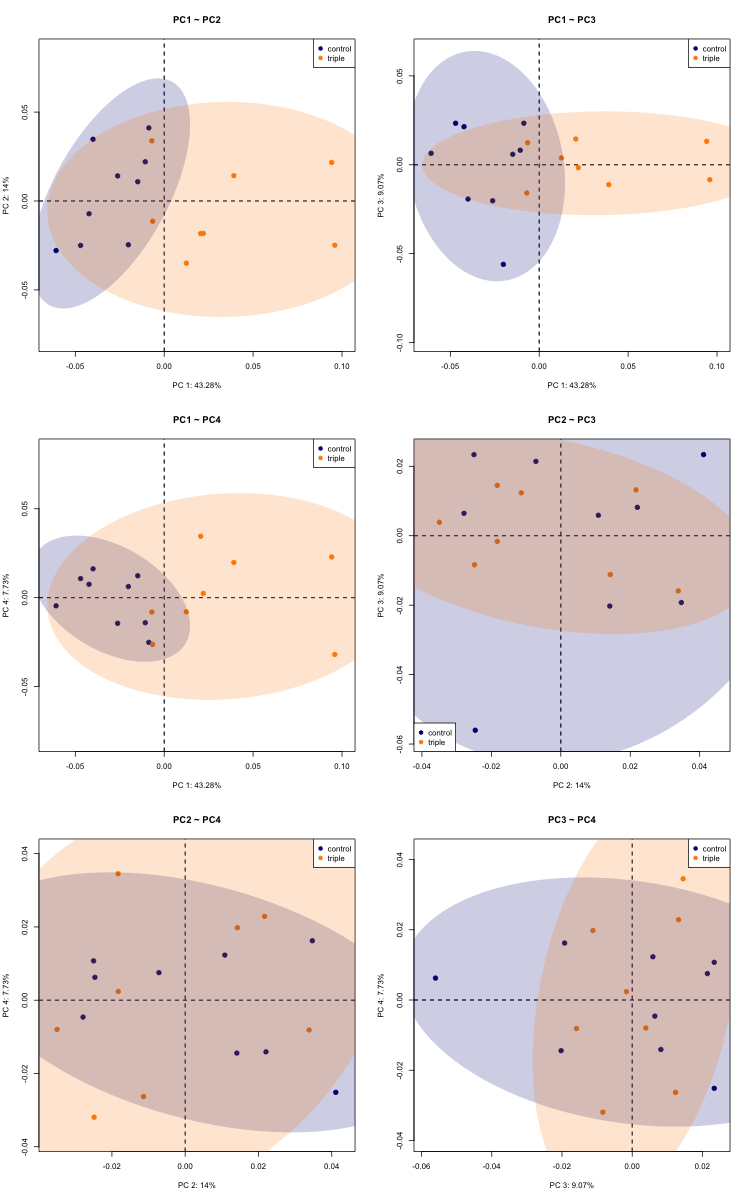 PC1 ~ PC2
control
triple
0.05
0.00
-0.05
PC 2: 14%
-0.05 0.00 0.05 0.10
PC 1: 43.28%
PC1 ~ PC3
control
triple
0.05
0.00
-0.05
-0.10
PC 3: 9.07%
-0.05 0.00 0.05 0.10
PC 1: 43.28%
PC1 ~ PC4
control
triple
0.05
0.00
-0.05
PC 4: 7.73%
-0.05 0.00 0.05 0.10
PC 1: 43.28%
PC2 ~ PC3
0.02
0.00
-0.02
-0.04
-0.06
PC 3: 9.07%
control
triple
-0.04 -0.02 0.00 0.02 0.04
PC 2: 14%
PC2 ~ PC4
control
triple
0.04
0.02
0.00
-0.02
-0.04
PC 4: 7.73%
-0.02 0.00 0.02 0.04
PC 2: 14%
PC3 ~ PC4
control
triple
0.04
0.02
0.00
-0.02
-0.04
PC 4: 7.73%
-0.06 -0.04 -0.02 0.00 0.02
PC 3: 9.07%